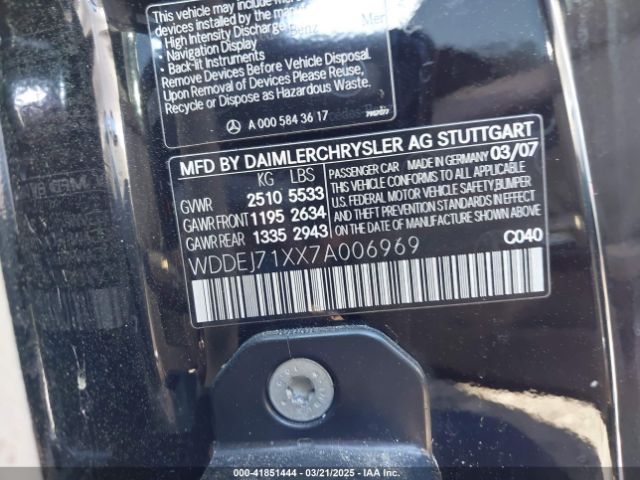 This vehicle may include mer
devices installed by the ma
• High Intensity Discharge
• Navigation Display
• Back-lit Instruments
Remove Devices Before Vehicle Disposal.
Upon Removal of Devices Please Reuse,
Recycle or Dispose as Hazardous Waste.
A 000 584 36 17
MFD BY DAIMLERCHRYSLER AG STUTTGART
KG LBS
GVWR 2510 5533
GAWR FRONT 1195 2634
GAWR REAR 1335 2943
PASSENGER CAR MADE IN GERMANY 03/07
THIS VEHICLE CONFORMS TO ALL APPLICABLE
U.S. FEDERAL MOTOR VEHICLE SAFETY, BUMPER
AND THEFT PREVENTION STANDARDS IN EFFECT
ON THE DATE OF MANUFACTURE SHOWN ABOVE.
WDDEJ71XX7A006969
C040
000-41851444 | 03/21/2025 | IAA Inc.